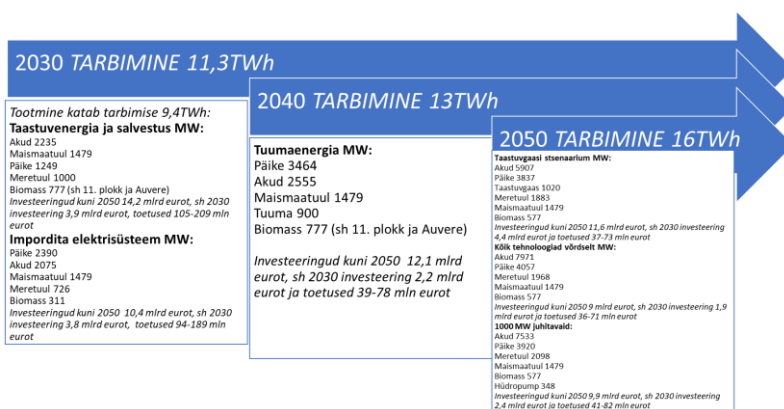 2030 TARBIMINE 11,3TWh
Tootmine katab tarbimise 9,4TWh:
Taastuvenergia ja salvestus MW:
Akud 2235
Maismaatuul 1479
Päike 1249
Meretuul 1000
Biomass 777 (sh 11. plokk ja Auvere)
Investeeringud kuni 2050 14,2 mlrd eurot, sh 2030
investeering 3,9 mlrd eurot, toetused 105-209 mln
eurot
Impordita elektrisüsteem MW:
Päike 2390
Akud 2075
Maismaatuul 1479
Meretuul 726
Biomass 311
Investeeringud kuni 2050 10,4 mlrd eurot, sh 2030
investeering 3,8 mlrd eurot, toetused 94-189 mln
eurot
2040 TARBIMINE 13TWh
Tuumaenergia MW:
Päike 3464
Akud 2555
Maismaatuul 1479
Tuuma 900
Biomass 777 (sh 11. plokk ja Auvere)
Investeeringud kuni 2050 12,1 mlrd
eurot, sh 2030 investeering 2,2 mlrd
eurot ja toetused 39-78 mln eurot
2050 TARBIMINE 16TWh
Taastuvgaasi stsenaarium MW:
Akud 5907
Päike 3837
Taastuvgaas 1020
Meretuul 1883
Maismaatuul 1479
Biomass 577
Investeeringud kuni 2050 11,6 mlrd eurot, sh 2030 investeering
4,4 mlrd eurot ja toetused 37-73 mln eurot
Kõik tehnoloogiad võrdselt MW:
Akud 7971
Päike 4057
Meretuul 1968
Maismaatuul 1479
Biomass 577
Investeeringud kuni 2050 9 mlrd eurot, sh 2030 investeering 1,9
mlrd eurot ja toetused 36-71 mln eurot
1000 MW juhitavaid:
Akud 7533
Päike 3920
Meretuul 2098
Maismaatuul 1479
Biomass 577
Hüdropump 348
Investeeringud kuni 2050 9,9 mlrd eurot, sh 2030 investeering
2,4 mlrd eurot ja toetused 41-82 mln eurot